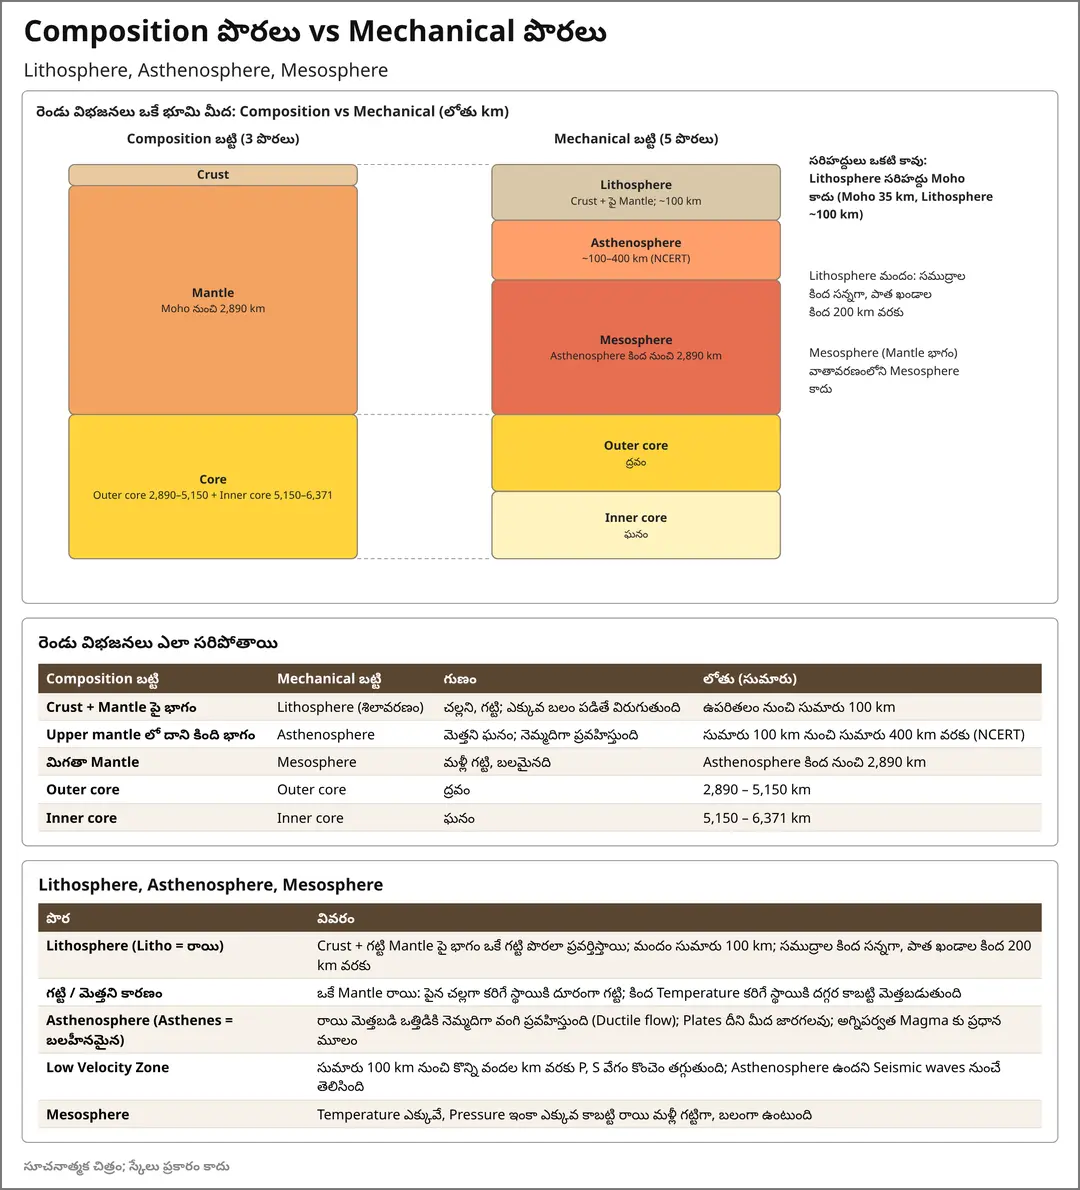 Composition పొరలు vs Mechanical పొరలు
Lithosphere, Asthenosphere, Mesosphere
రెండు విభజనలు ఒకే భూమి మీద: Composition vs Mechanical (లోతు km)
Composition బట్టి (3 పొరలు)
Mechanical బట్టి (5 పొరలు)
Crust
Mantle
Moho నుంచి 2,890 km
Core
Outer core 2,890–5,150 + Inner core 5,150–6,371
Lithosphere
Crust + పై Mantle; ~100 km
Asthenosphere
~100–400 km (NCERT)
Mesosphere
Asthenosphere కింద నుంచి 2,890 km
Outer core
ద్రవం
Inner core
ఘనం
సరిహద్దులు ఒకటి కావు:
Lithosphere సరిహద్దు Moho
కాదు (Moho 35 km, Lithosphere
~100 km)
Lithosphere మందం: సముద్రాల
కింద సన్నగా, పాత ఖండాల
కింద 200 km వరకు
Mesosphere (Mantle భాగం)
వాతావరణంలోని Mesosphere
కాదు
రెండు విభజనలు ఎలా సరిపోతాయి
Composition బట్టి Mechanical బట్టి గుణం లోతు (సుమారు)
Crust + Mantle పై భాగం Lithosphere (శిలావరణం) చల్లని, గట్టి; ఎక్కువ బలం పడితే విరుగుతుంది ఉపరితలం నుంచి సుమారు 100 km
Upper mantle లో దాని కింది భాగం Asthenosphere మెత్తని ఘనం; నెమ్మదిగా ప్రవహిస్తుంది సుమారు 100 km నుంచి సుమారు 400 km వరకు (NCERT)
మిగతా Mantle Mesosphere మళ్లీ గట్టి, బలమైనది Asthenosphere కింద నుంచి 2,890 km
Outer core Outer core ద్రవం 2,890 – 5,150 km
Inner core Inner core ఘనం 5,150 – 6,371 km
Lithosphere, Asthenosphere, Mesosphere
పొర వివరం
Lithosphere (Litho = రాయి) Crust + గట్టి Mantle పై భాగం ఒకే గట్టి పొరలా ప్రవర్తిస్తాయి; మందం సుమారు 100 km; సముద్రాల కింద సన్నగా, పాత ఖండాల కింద 200
km వరకు
గట్టి / మెత్తని కారణం ఒకే Mantle రాయి: పైన చల్లగా కరిగే స్థాయికి దూరంగా గట్టి; కింద Temperature కరిగే స్థాయికి దగ్గర కాబట్టి మెత్తబడుతుంది
Asthenosphere (Asthenes =
బలహీనమైన)
రాయి మెత్తబడి ఒత్తిడికి నెమ్మదిగా వంగి ప్రవహిస్తుంది (Ductile flow); Plates దీని మీద జారగలవు; అగ్నిపర్వత Magma కు ప్రధాన
మూలం
Low Velocity Zone సుమారు 100 km నుంచి కొన్ని వందల km వరకు P, S వేగం కొంచెం తగ్గుతుంది; Asthenosphere ఉందని Seismic waves నుంచే
తెలిసింది
Mesosphere Temperature ఎక్కువే, Pressure ఇంకా ఎక్కువ కాబట్టి రాయి మళ్లీ గట్టిగా, బలంగా ఉంటుంది
సూచనాత్మక చిత్రం; స్కేలు ప్రకారం కాదు